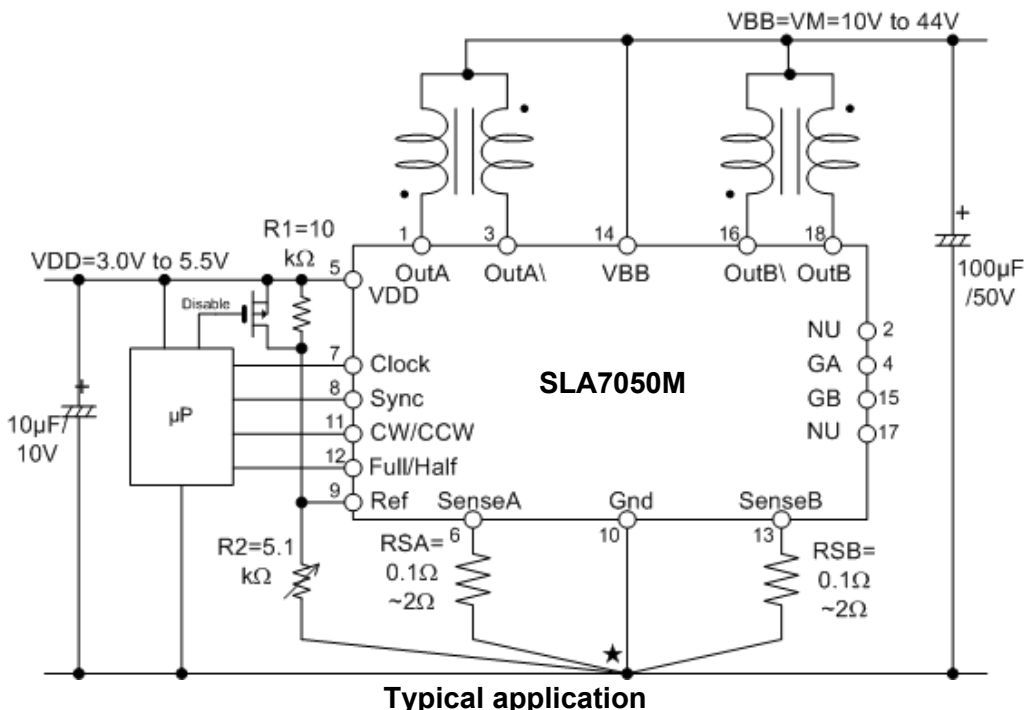 VBB=VM=10V to 44V
R1=10
kΩ
1
3
14
16
18
VDD=3.0V to 5.5V
5
OutA
OutA\
VBB
OutB\
OutB
100µF
/50V
VDD
Disable
NU
2
7
Clock
GA
4
SLA7050M
8
Sync
GB
15
10µF/
10V
µP
11
CW/CCW
NU
17
12
Full/Half
9
Ref
SenseA
Gnd
SenseB
6
10
13
R2=5.1
kΩ
RSA=
0.1Ω
~2Ω
RSB=
0.1Ω
~2Ω
Typical application